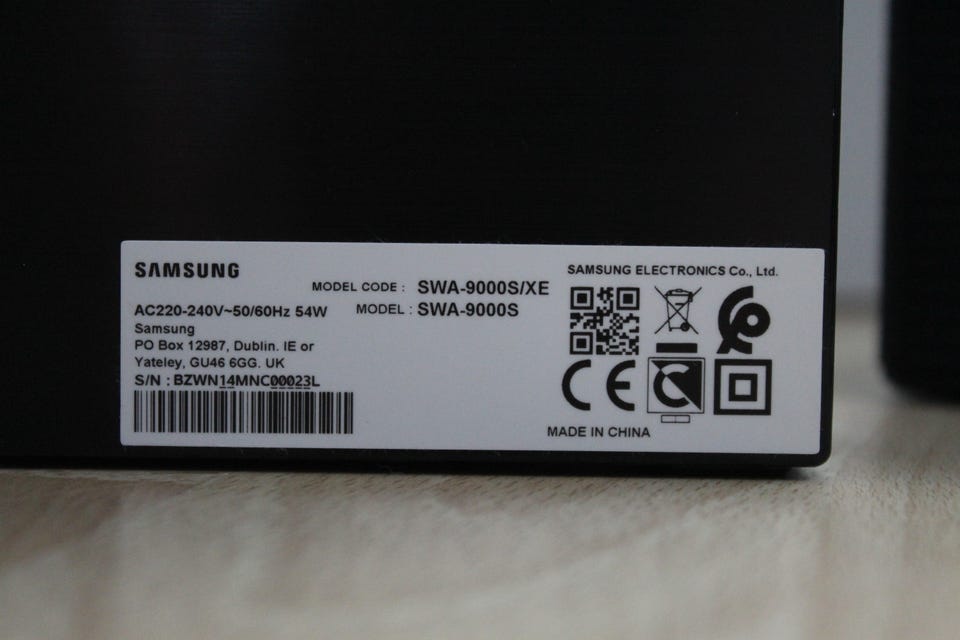 SAMSUNG
MODEL CODE : SWA-9000S/XE
AC220-240V~50/60Hz 54W
MODEL : SWA-9000S
Samsung
PO Box 12987, Dublin. IE or
Yateley, GU46 6GG. UK
S/N : BZWN14MNC00023L
SAMSUNG ELECTRONICS Co., Ltd.
CE
MADE IN CHINA